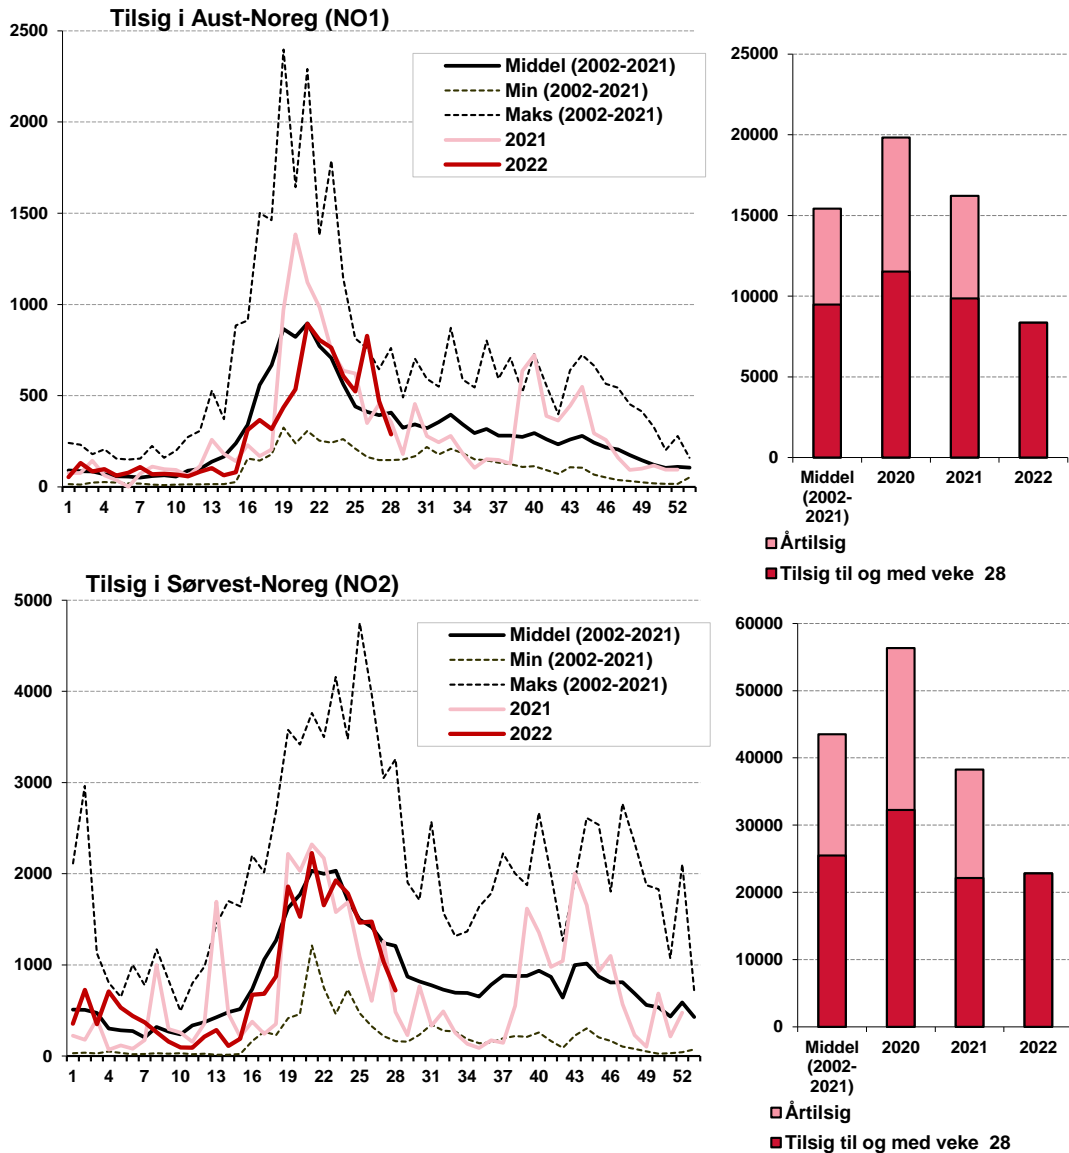 Tilsig i Aust-Noreg (NO1)
2500
2000
1500
1000
500
0
1 4 7 10 13 16 19 22 25 28 31 34 37 40 43 46 49 52
Middel (2002-2021)
Min (2002-2021)
Maks (2002-2021)
2021
2022
25000
20000
15000
10000
5000
0
Middel 2020 2021 2022
(2002-
2021)
Årtilsig
Tilsig til og med veke 28
Tilsig i Sørvest-Noreg (NO2)
5000
4000
3000
2000
1000
0
1 4 7 10 13 16 19 22 25 28 31 34 37 40 43 46 49 52
Middel (2002-2021)
Min (2002-2021)
Maks (2002-2021)
2021
2022
60000
50000
40000
30000
20000
10000
0
Middel 2020 2021 2022
(2002-
2021)
Årtilsig
Tilsig til og med veke 28